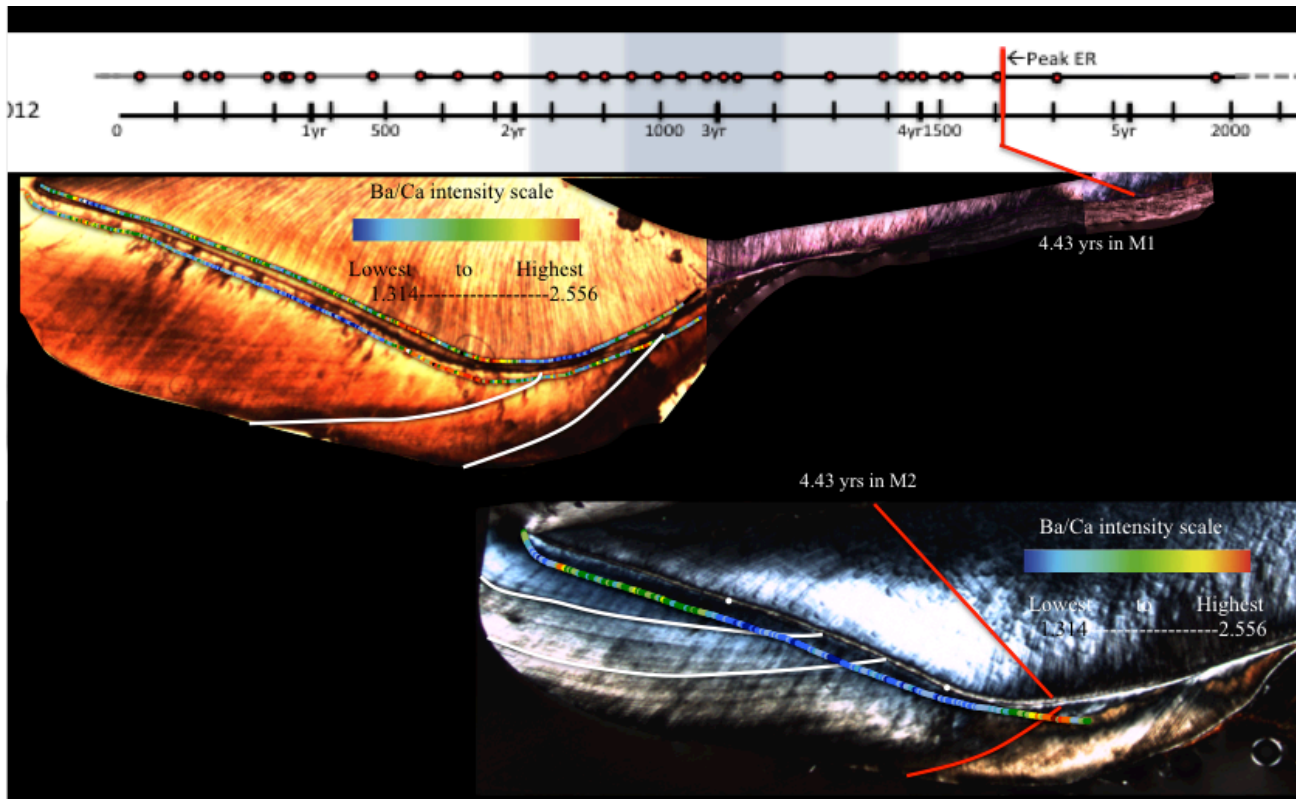 ←Peak ER
012
0 1yr 500 2yr 1000 3yr 4yr 1500 5yr 2000
Ba/Ca intensity scale
Lowest to Highest
1.314--------------------2.556
4.43 yrs in M1
4.43 yrs in M2
Ba/Ca intensity scale
Lowest to Highest
1.314 --------------------2.556